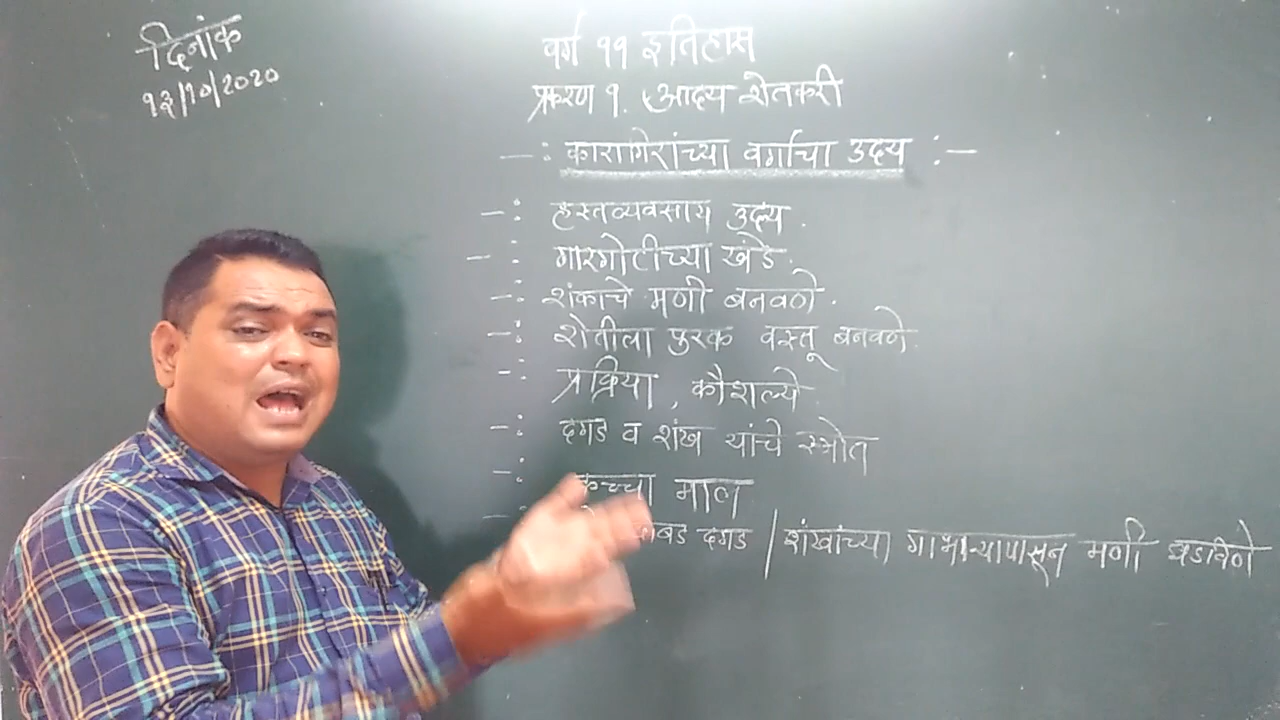 दिनांक
१३/१०/2020
वर्ग ११ इतिहास
प्रकरण १. आद्य शेतकरी
-: कारागिरांच्या वर्गाचा उदय :-
-: हस्तव्यवसाय उदय.
-: गारगोटीच्या खंडे.
-: शंकाचे मणी बनवणे.
-: शेतीला पुरक वस्तू बनवणे.
-: प्रक्रिया, कौशल्ये
-: दगड व शंख यांचे स्त्रोत
-: कच्चा माल
दगड / शंखांच्या गाभाऱ्यापासून मणी घडविणे